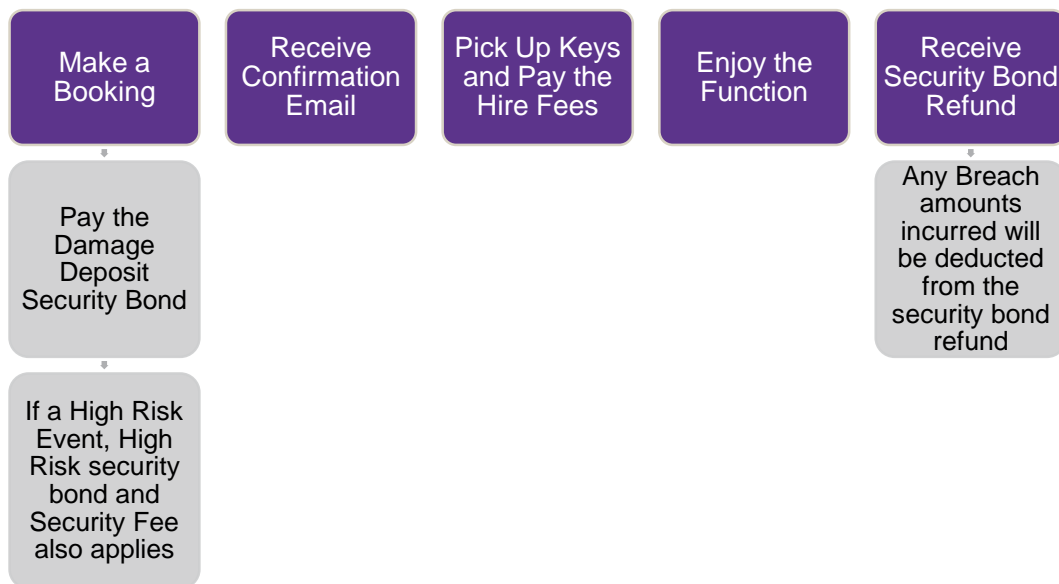 Make a
Booking
Receive
Confirmation
Email
Pick Up Keys
and Pay the
Hire Fees
Enjoy the
Function
Receive
Security Bond
Refund
Pay the
Damage
Deposit
Security Bond
Any Breach
amounts
incurred will
be deducted
from the
security bond
refund
If a High Risk
Event, High
Risk security
bond and
Security Fee
also applies